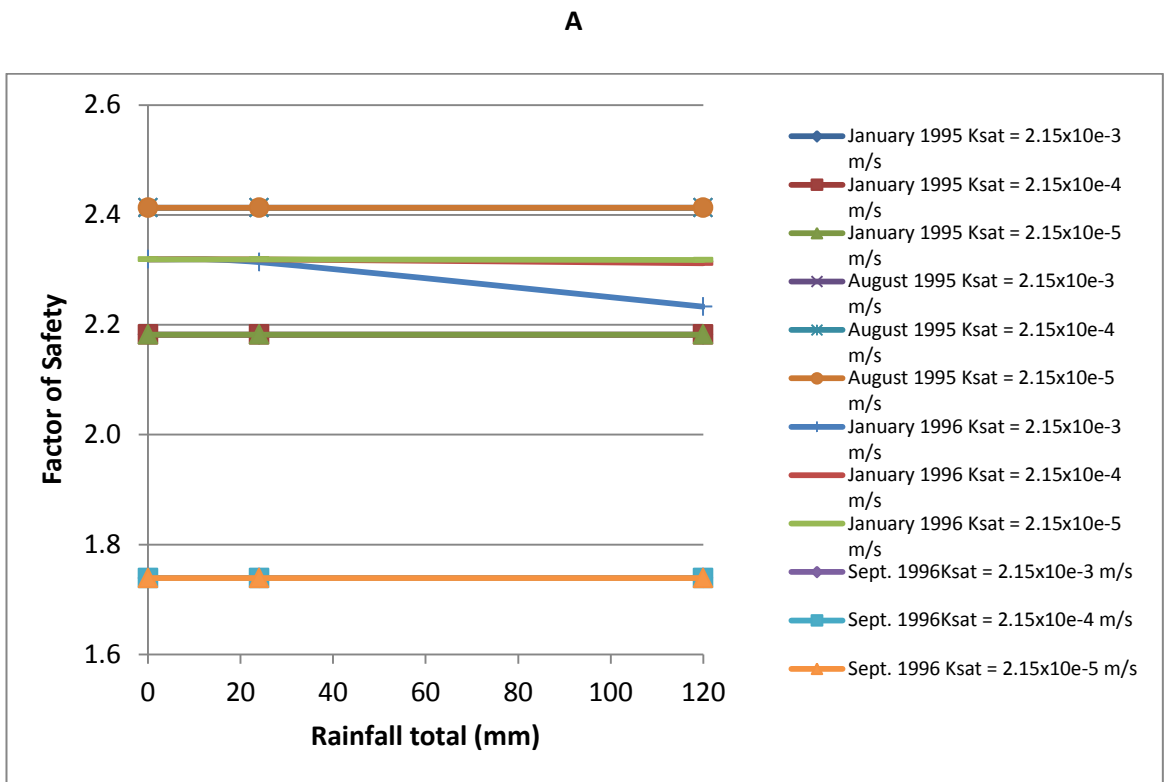 A
2.6
2.4
2.2
2.0
1.8
1.6
Factor of Safety
0 20 40 60 80 100 120
Rainfall total (mm)
January 1995 Ksat = 2.15x10e-3
m/s
January 1995 Ksat = 2.15x10e-4
m/s
January 1995 Ksat = 2.15x10e-5
m/s
August 1995 Ksat = 2.15x10e-3
m/s
August 1995 Ksat = 2.15x10e-4
m/s
August 1995 Ksat = 2.15x10e-5
m/s
January 1996 Ksat = 2.15x10e-3
m/s
January 1996 Ksat = 2.15x10e-4
m/s
January 1996 Ksat = 2.15x10e-5
m/s
Sept. 1996Ksat = 2.15x10e-3 m/s
Sept. 1996Ksat = 2.15x10e-4 m/s
Sept. 1996 Ksat = 2.15x10e-5 m/s